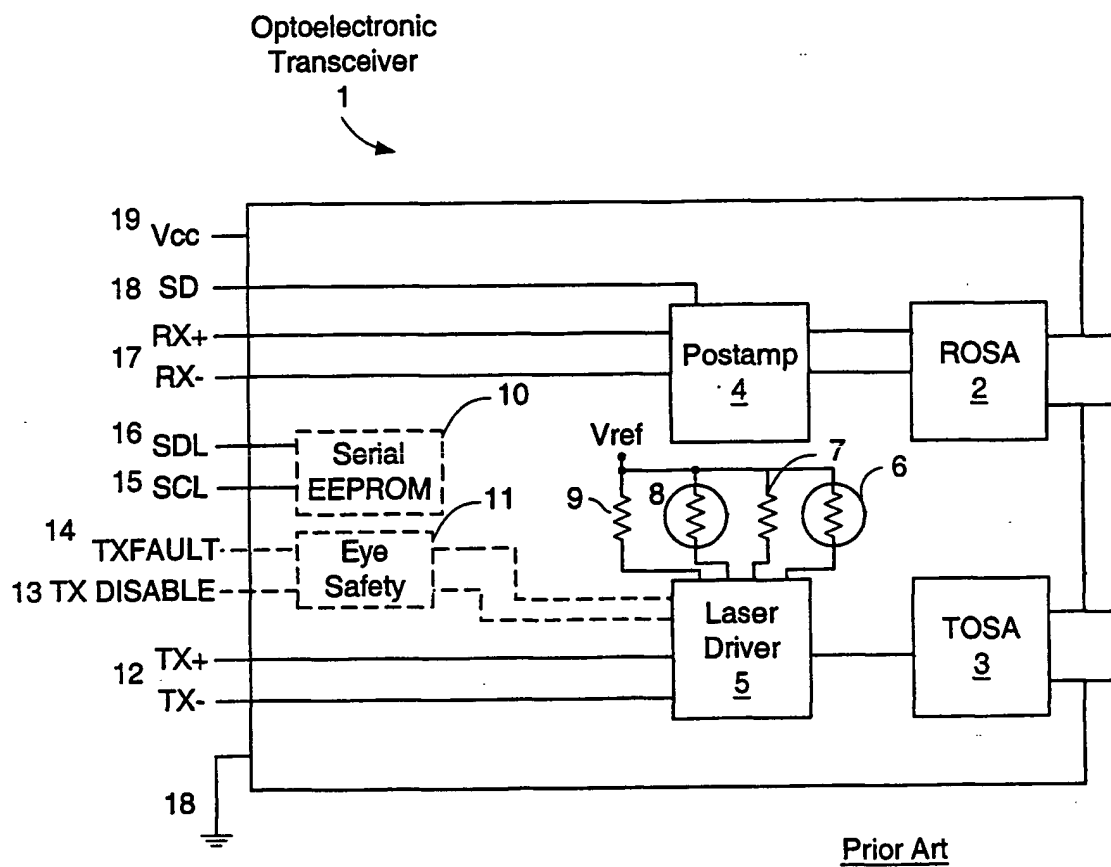 Optoelectronic
Transceiver
1
19 Vcc
18 SD
RX+
17
RX-
Postamp
4
ROSA
2
10
16 SDL
15 SCL
Serial
EEPROM
Vref
9
8
7
6
11
14
TXFAULT
13 TX DISABLE
Eye
Safety
Laser
Driver
5
TOSA
3
12
TX+
TX-
18
Prior Art